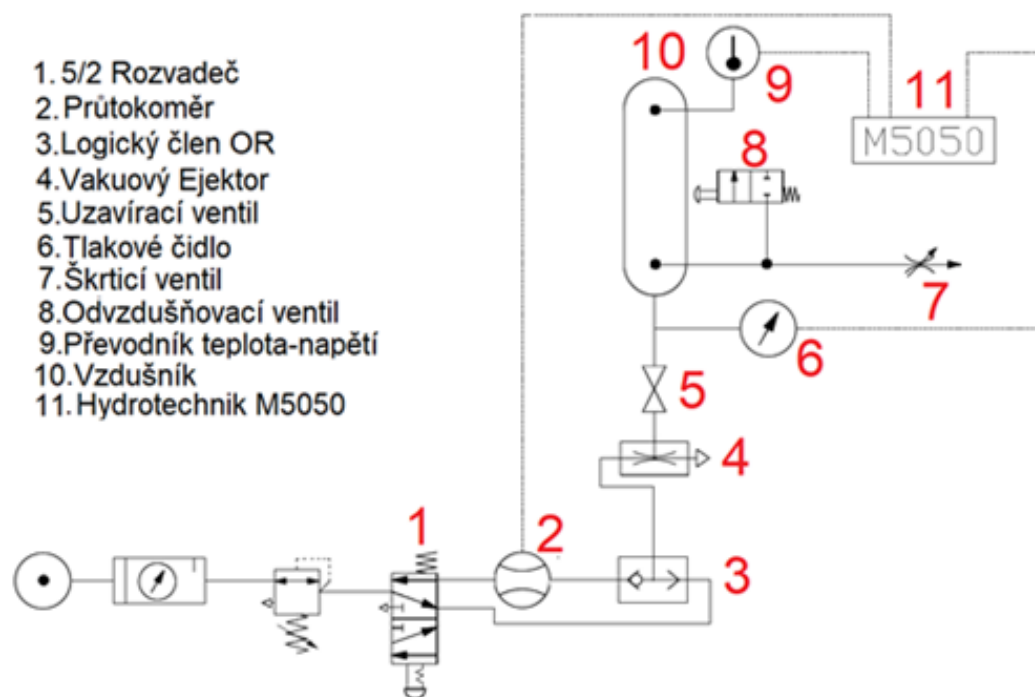 1. 5/2 Rozvadeč
2. Průtokoměr
3.Logický člen OR
4.Vakuový Ejektor
5.Uzavírací ventil
6.Tlakové čidlo
7.Škrticí ventil
8.Odvzdušňovací ventil
9.Převodník teplota-napětí
10.Vzdušník
11.Hydrotechnik M5050
10
9
11
M5050
8
7
6
5
4
1
2
3